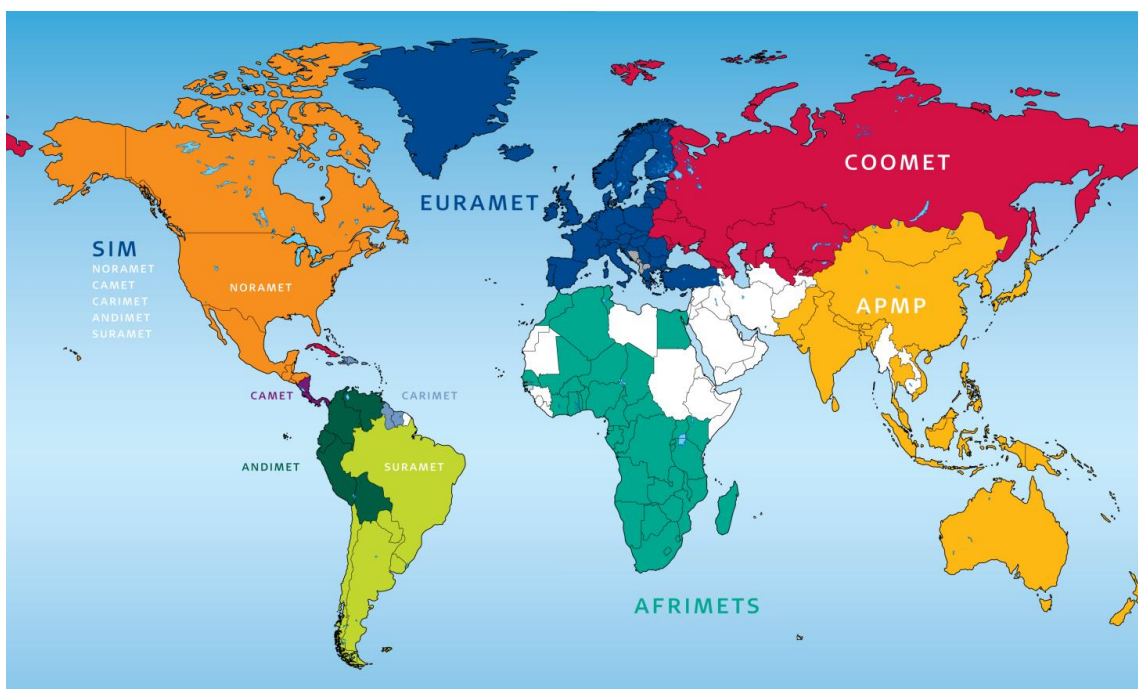 COOMET
EURAMET
SIM
NORAMET
CAMET
CARIMET
ANDIMET
SURAMET
NORAMET
APMP
CAMET
CARIMET
ANDIMET
SURAMET
AFRIMETS